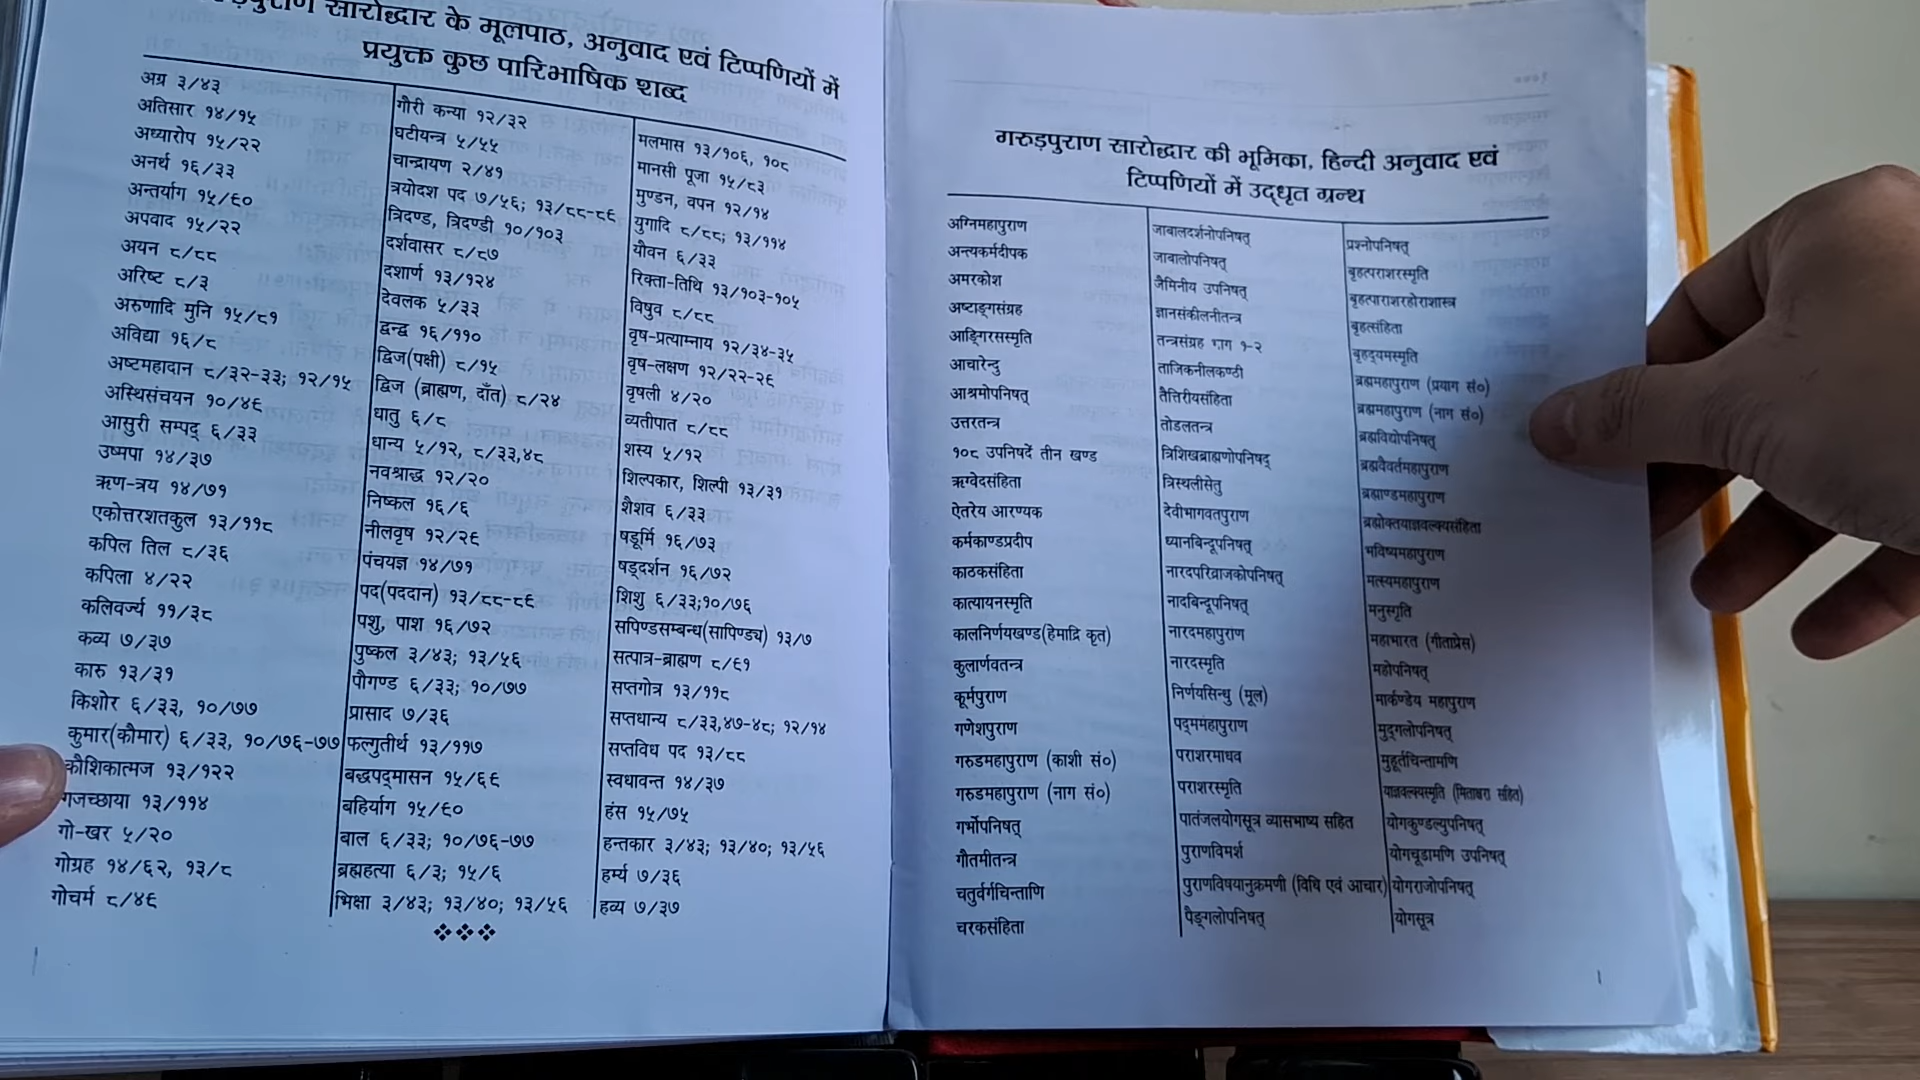 सारोद्धार के मूलपाठ, अनुवाद एवं टिप्पणियों में
प्रयुक्त कुछ पारिभाषिक शब्द
अग्र ३/४३
अतिसार १४/१५
अध्यारोप १५/२२
अनर्थ १६/३३
अन्तर्याग १५/९०
अपवाद १५/२२
अयन ८/८८
अरिष्ट ८/३
अरुणादि मुनि १५/८१
अविद्या १६/८
अष्टमहादान ८/३२-३३; १२/१५
अस्थिसंचयन १०/४९
आसुरी सम्पद् ६/३३
उष्मपा १४/३७
ऋण-त्रय १४/७१
एकोत्तरशतकुल १३/११८
कपिल तिल ८/३६
कपिला ४/२२
कलिवर्ज्य ११/३८
कव्य ७/३७
कारु १३/३१
किशोर ६/३३, १०/७७
कुमार(कौमार) ६/३३, १०/७६-७७
कौशिकात्मज १३/१२२
गजच्छाया १३/११४
गो-खर ५/२०
गोग्रह १४/६२, १३/८
गोचर्म ८/४९
गौरी कन्या १२/३२
घटीयन्त्र ५/५५
चान्द्रायण २/४१
त्रयोदश पद ७/५६; १३/८८-८९
त्रिदण्ड, त्रिदण्डी १०/१०३
दर्शवासर ८/८७
दशार्ण १३/१२४
देवलक ५/३३
द्वन्द्व १६/११०
द्विज(पक्षी) ८/१५
द्विज (ब्राह्मण, दाँत) ८/२४
धातु ६/८
धान्य ५/१२, ८/३३,४८
नवश्राद्ध १२/२०
निष्कल १६/६
नीलवृष १२/२९
पंचयज्ञ १४/७१
पद(पददान) १३/८८-८९
पशु, पाश १६/७२
पुष्कल ३/४३; १३/५६
पौगण्ड ६/३३; १०/७७
प्रासाद ७/३६
फल्गुतीर्थ १३/११७
बद्धपद्मासन १५/६९
बहिर्याग १५/९०
बाल ६/३३; १०/७६-७७
ब्रह्महत्या ६/३; १५/६
भिक्षा ३/४३; १३/४०; १३/५६
मलमास १३/१०६, १०८
मानसी पूजा १५/८३
मुण्डन, वपन १२/१४
युगादि ८/८८; १३/११४
यौवन ६/३३
रिक्ता-तिथि १३/१०३-१०५
विषुव ८/८८
वृष-प्रत्याम्नाय १२/३४-३५
वृष-लक्षण १२/२२-२९
वृषली ४/२०
व्यतीपात ८/८८
शस्य ५/१२
शिल्पकार, शिल्पी १३/३१
शैशव ६/३३
षडूर्मि १६/७३
षड्दर्शन १६/७२
शिशु ६/३३;१०/७६
सपिण्डसम्बन्ध(सापिण्ड्य) १३/७
सत्पात्र-ब्राह्मण ८/९१
सप्तगोत्र १३/११८
सप्तधान्य ८/३३,४७-४८; १२/१४
सप्तविध पद १३/८८
स्वधावन्त १४/३७
हंस १५/७५
हन्तकार ३/४३; १३/४०; १३/५६
हर्म्य ७/३६
हव्य ७/३७
गरुड़पुराण सारोद्धार की भूमिका, हिन्दी अनुवाद एवं
टिप्पणियों में उद्धृत ग्रन्थ
अग्निमहापुराण
अन्त्यकर्मदीपक
अमरकोश
अष्टाङ्गसंग्रह
आङ्गिरसस्मृति
आचारेन्दु
आश्रमोपनिषत्
उत्तरतन्त्र
१०८ उपनिषदें तीन खण्ड
ऋग्वेदसंहिता
ऐतरेय आरण्यक
कर्मकाण्डप्रदीप
काठकसंहिता
कात्यायनस्मृति
कालनिर्णयखण्ड(हेमाद्रि कृत)
कुलार्णवतन्त्र
कूर्मपुराण
गणेशपुराण
गरुडमहापुराण (काशी सं०)
गरुडमहापुराण (नाग सं०)
गर्भोपनिषत्
गौतमीतन्त्र
चतुर्वर्गचिन्ताणि
चरकसंहिता
जाबालदर्शनोपनिषत्
जाबालोपनिषत्
जैमिनीय उपनिषत्
ज्ञानसंकीलनीतन्त्र
तन्त्रसंग्रह भाग १-२
ताजिकनीलकण्ठी
तैत्तिरीयसंहिता
तोडलतन्त्र
त्रिशिखब्राह्मणोपनिषद्
त्रिस्थलीसेतु
देवीभागवतपुराण
ध्यानबिन्दूपनिषत्
नारदपरिव्राजकोपनिषत्
नादबिन्दूपनिषत्
नारदमहापुराण
नारदस्मृति
निर्णयसिन्धु (मूल)
पद्ममहापुराण
पराशरमाधव
पराशरस्मृति
पातंजलयोगसूत्र व्यासभाष्य सहित
पुराणविमर्श
पुराणविषयानुक्रमणी (विधि एवं आचार)
पैङ्गलोपनिषत्
प्रश्नोपनिषत्
बृहत्पराशरस्मृति
बृहत्पाराशरहोराशास्त्र
बृहत्संहिता
बृहद्यमस्मृति
ब्रह्ममहापुराण (प्रयाग सं०)
ब्रह्ममहापुराण (नाग सं०)
ब्रह्मविद्योपनिषत्
ब्रह्मवैवर्तमहापुराण
ब्रह्माण्डमहापुराण
ब्रह्मोक्तयाज्ञवल्क्यसंहिता
भविष्यमहापुराण
मत्स्यमहापुराण
मनुस्मृति
महाभारत (गीताप्रेस)
महोपनिषत्
मार्कण्डेय महापुराण
मुद्गलोपनिषत्
मुहूर्तचिन्तामणि
याज्ञवल्क्यस्मृति (मिताक्षरा सहित)
योगकुण्डल्युपनिषत्
योगचूडामणि उपनिषत्
योगराजोपनिषत्
योगसूत्र